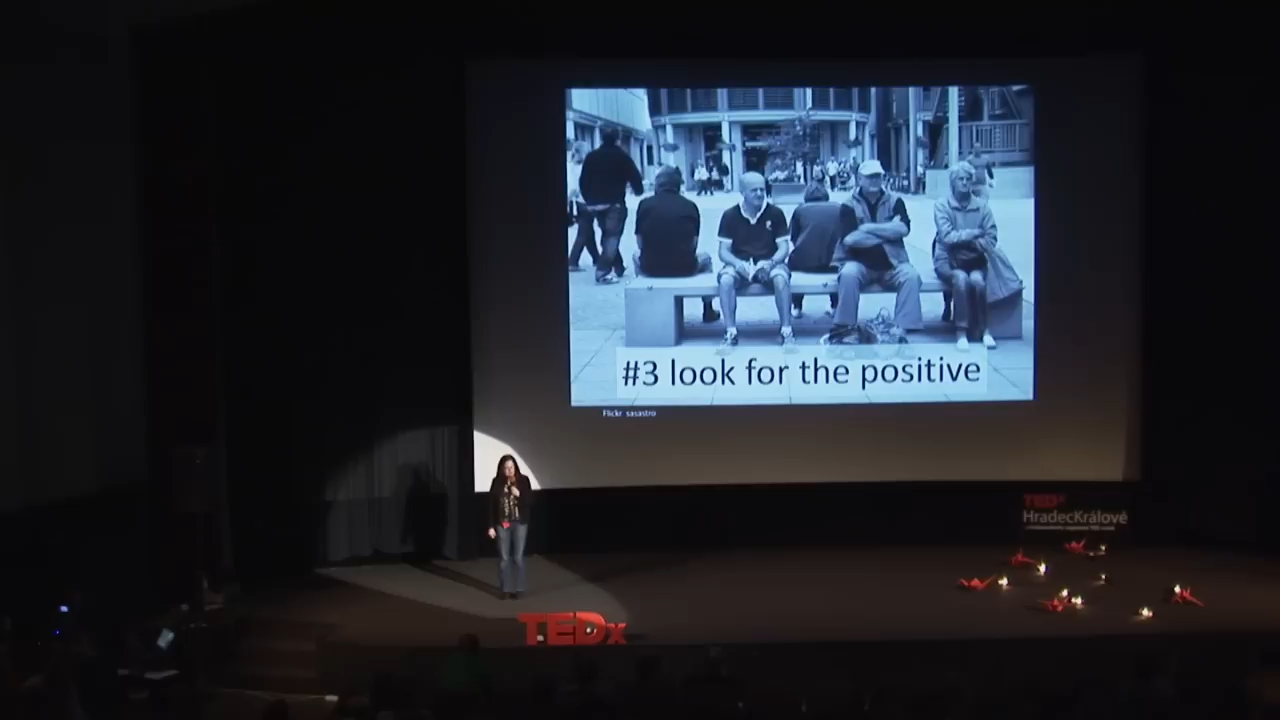 #3 look for the positive
Flickr sasastro
TEDx
HradecKrálové
TEDx